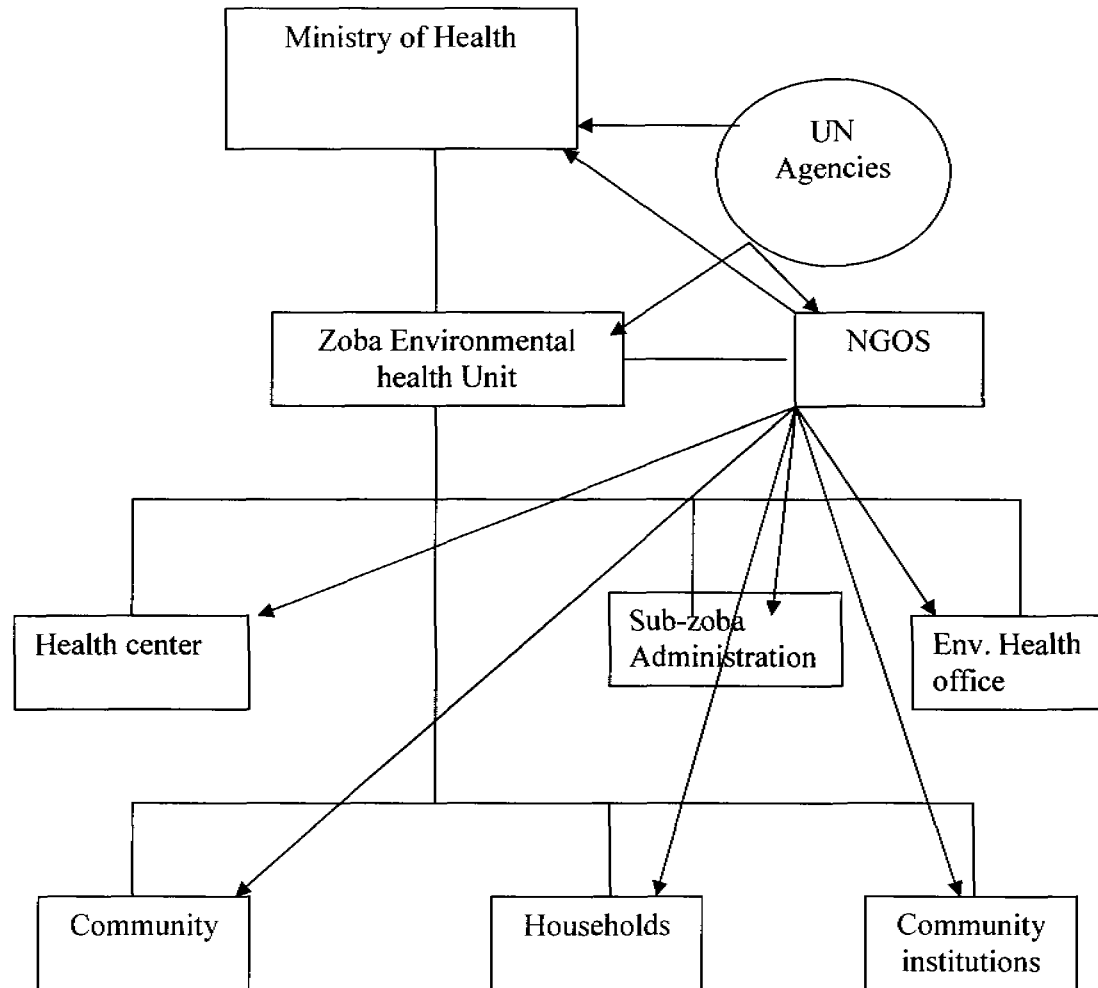 Ministry of Health
UN
Agencies
Zoba Environmental
health Unit
NGOS
Health center
Sub-zoba
Administration
Env. Health
office
Community
Households
Community
institutions